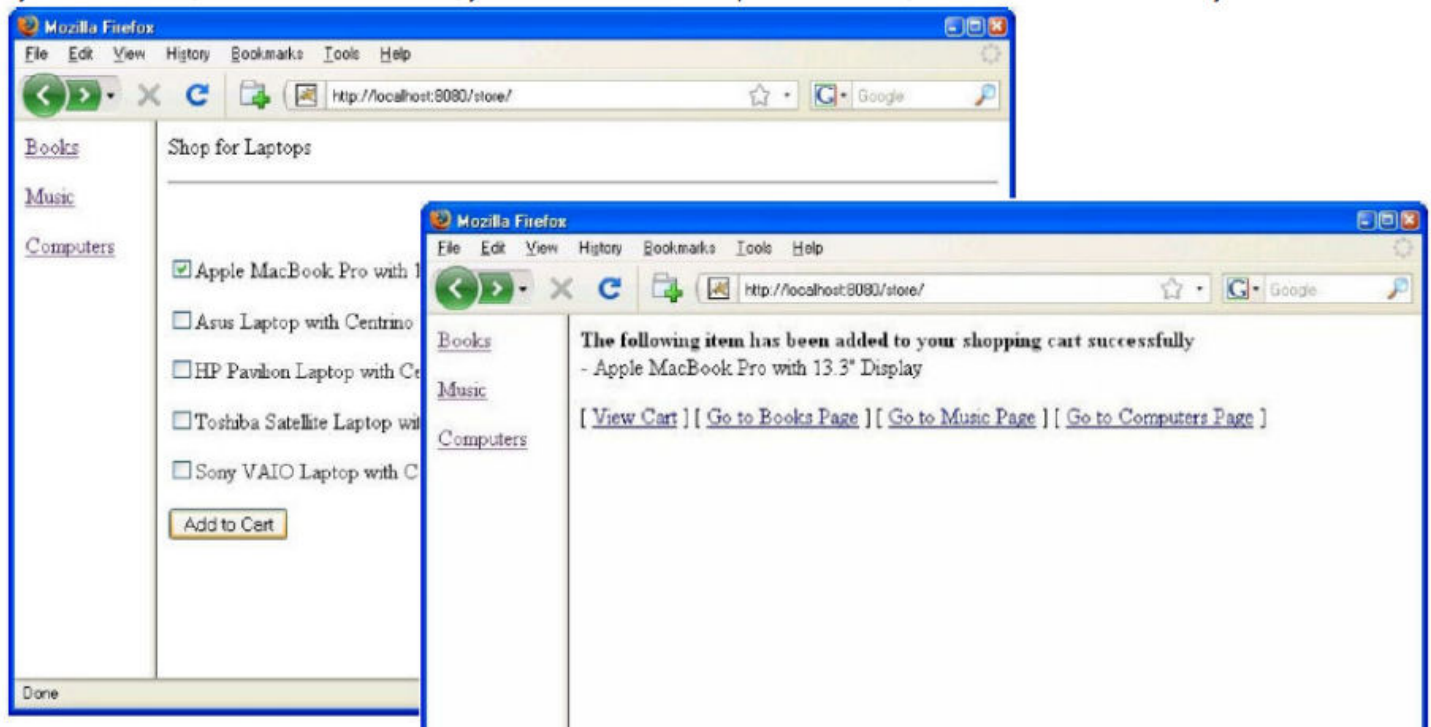 Mozilla Firefox
File Edit View History Bookmarks Tools Help
http://localhost:8080/store/
Google
Books
Music
Computers
Shop for Laptops
Apple MacBook Pro with 1
Asus Laptop with Centrino
HP Pavilion Laptop with Ce
Toshiba Satellite Laptop wit
Sony VAIO Laptop with C
Add to Cert
Done
Mozilla Firefox
File Edit View History Bookmarks Tools Help
http://localhost:8080/store/
Google
Books
Music
Computers
The following item has been added to your shopping cart successfully
- Apple MacBook Pro with 13.3" Display
[ View Cart ] [ Go to Books Page ] [ Go to Music Page ] [ Go to Computers Page ]